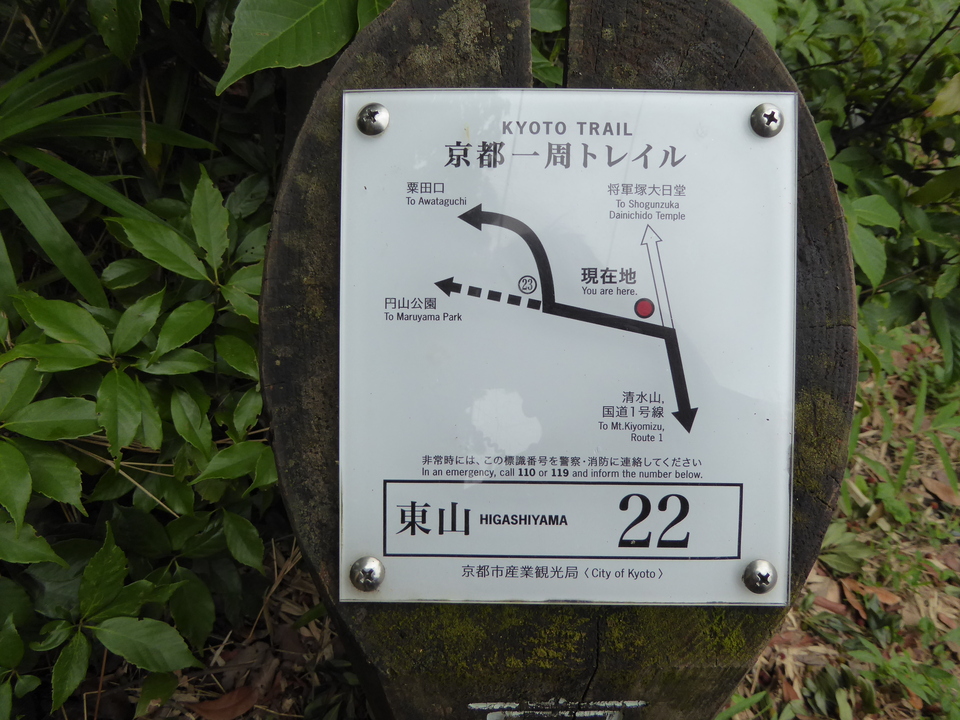 KYOTO TRAIL
京都一周トレイル
粟田口
To Awataguchi
将軍塚大日堂
To Shogunzuka
Dainichido Temple
23
現在地
You are here.
円山公園
To Maruyama Park
清水山,
国道1号線
To Mt.Kiyomizu,
Route 1
非常時には、この標識番号を警察・消防に連絡してください
In an emergency, call 110 or 119 and inform the number below.
東山 HIGASHIYAMA 22
京都市産業観光局〈City of Kyoto〉